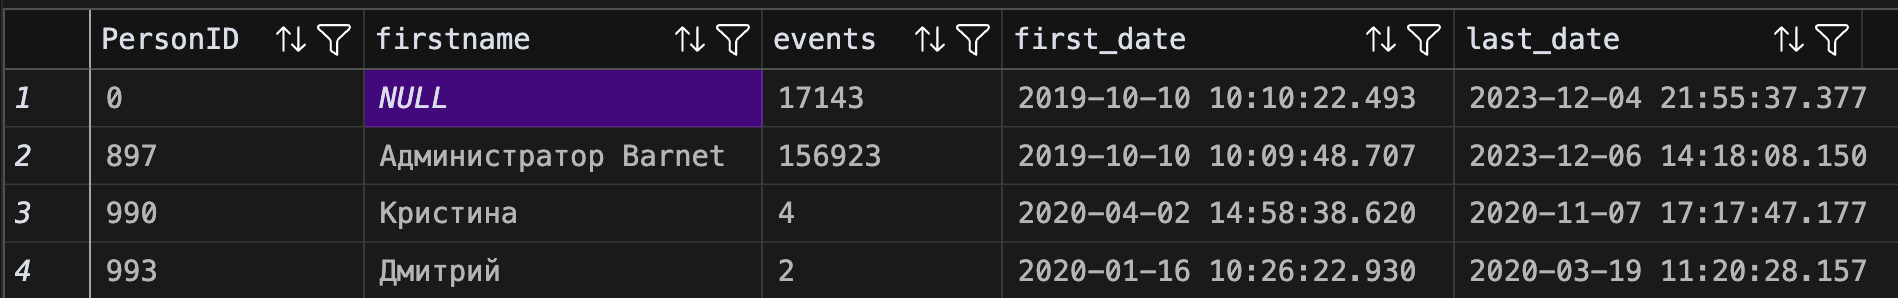 PersonID firstname events first_date last_date
1 0 NULL 17143 2019-10-10 10:10:22.493 2023-12-04 21:55:37.377
2 897 Администратор Barnet 156923 2019-10-10 10:09:48.707 2023-12-06 14:18:08.150
3 990 Кристина 4 2020-04-02 14:58:38.620 2020-11-07 17:17:47.177
4 993 Дмитрий 2 2020-01-16 10:26:22.930 2020-03-19 11:20:28.157